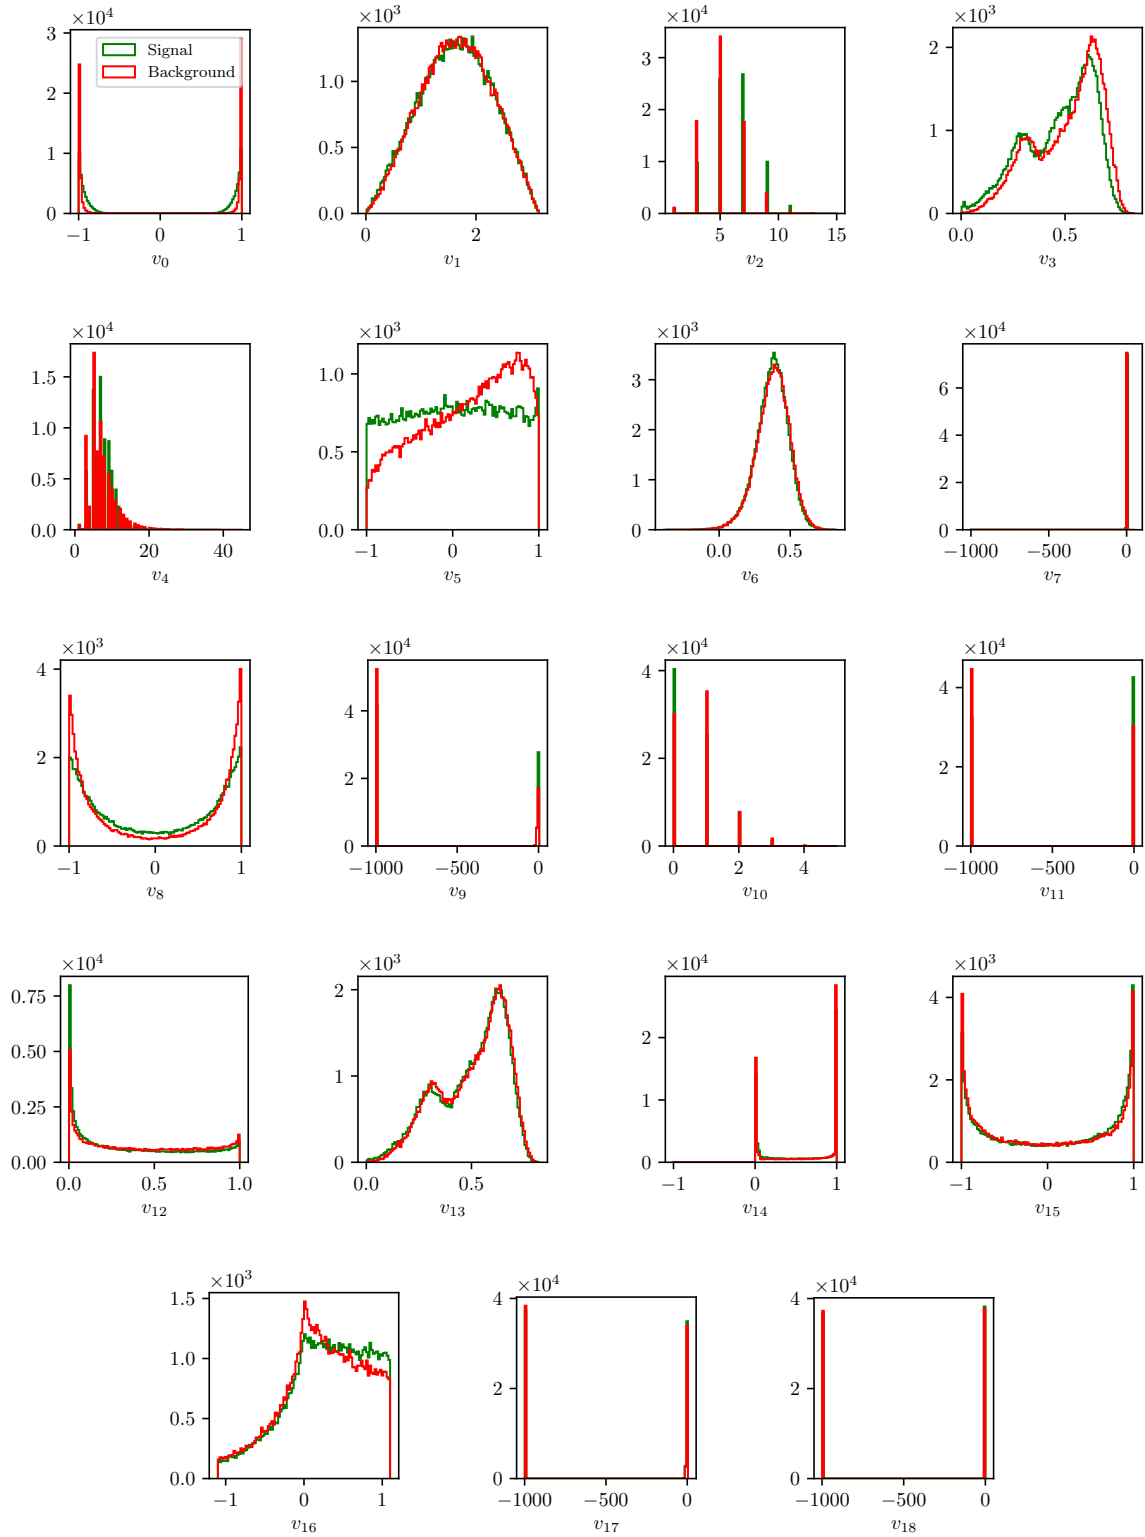 ×10⁴
3
2
1
0
−1 0 1
v₀
Signal
Background
×10³
1.0
0.5
0.0
0 2
v₁
×10⁴
4
3
2
1
0
5 10 15
v₂
×10³
2
1
0
0.0 0.5
v₃
×10⁴
1.5
1.0
0.5
0.0
0 20 40
v₄
×10³
1.0
0.5
0.0
−1 0 1
v₅
×10³
3
2
1
0
0.0 0.5
v₆
×10⁴
6
4
2
0
−1000 −500 0
v₇
×10³
4
2
0
−1 0 1
v₈
×10⁴
4
2
0
−1000 −500 0
v₉
×10⁴
4
2
0
0 2 4
v₁₀
×10⁴
4
2
0
−1000 −500 0
v₁₁
×10⁴
0.75
0.50
0.25
0.00
0.0 0.5 1.0
v₁₂
×10³
2
1
0
0.0 0.5
v₁₃
×10⁴
2
1
0
−1 0 1
v₁₄
×10³
4
2
0
−1 0 1
v₁₅
×10³
1.5
1.0
0.5
0.0
−1 0 1
v₁₆
×10⁴
4
2
0
−1000 −500 0
v₁₇
×10⁴
4
2
0
−1000 −500 0
v₁₈